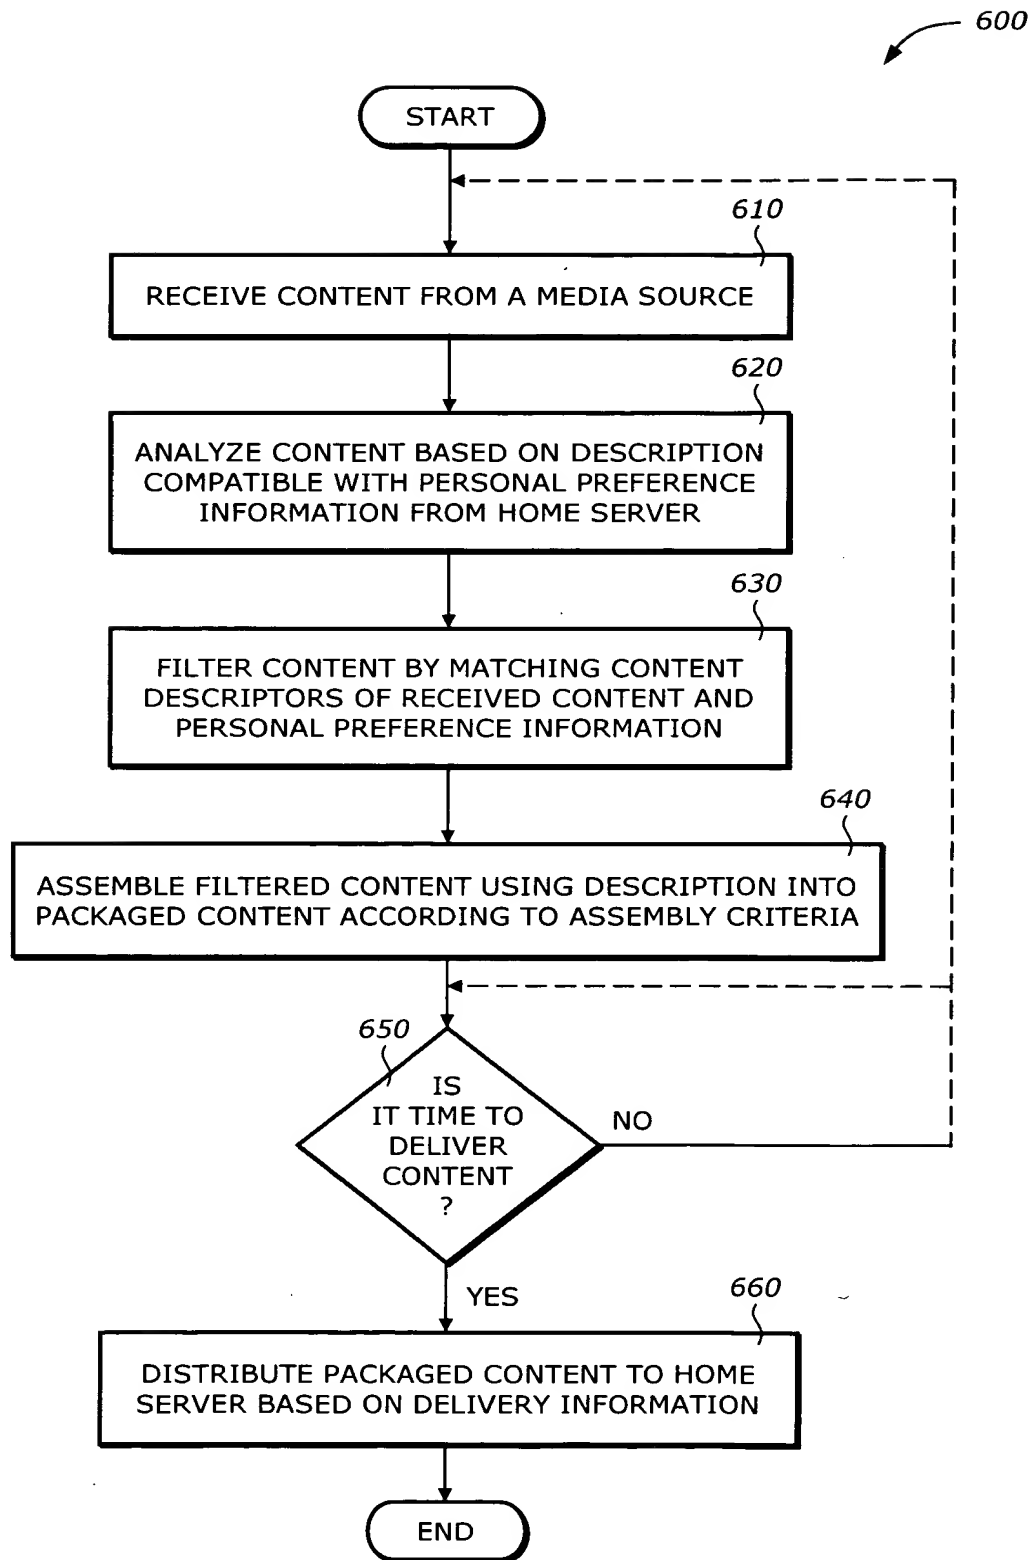 600
START
610
RECEIVE CONTENT FROM A MEDIA SOURCE
620
ANALYZE CONTENT BASED ON DESCRIPTION
COMPATIBLE WITH PERSONAL PREFERENCE
INFORMATION FROM HOME SERVER
630
FILTER CONTENT BY MATCHING CONTENT
DESCRIPTORS OF RECEIVED CONTENT AND
PERSONAL PREFERENCE INFORMATION
640
ASSEMBLE FILTERED CONTENT USING DESCRIPTION INTO
PACKAGED CONTENT ACCORDING TO ASSEMBLY CRITERIA
650
IS
IT TIME TO
DELIVER
CONTENT
?
NO
YES
660
DISTRIBUTE PACKAGED CONTENT TO HOME
SERVER BASED ON DELIVERY INFORMATION
END